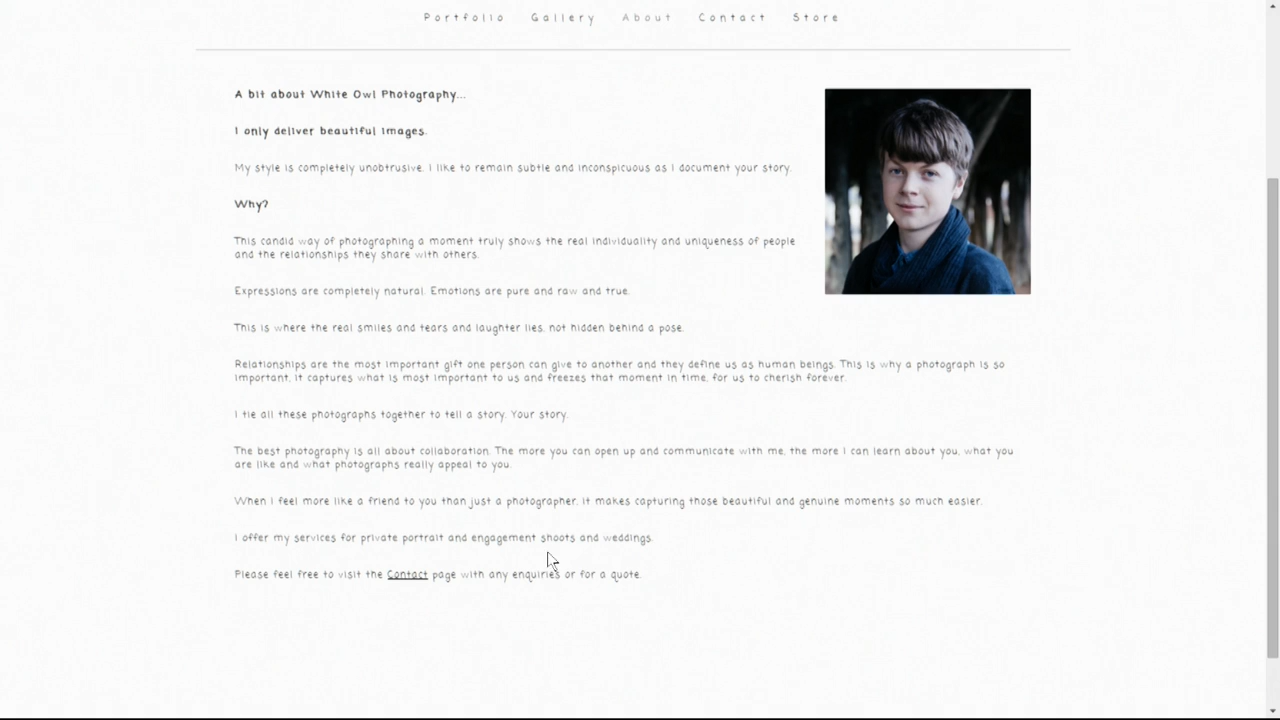 Portfolio Gallery About Contact Store
A bit about White Owl Photography...
I only deliver beautiful images.
My style is completely unobtrusive. I like to remain subtle and inconspicuous as I document your story.
Why?
This candid way of photographing a moment truly shows the real individuality and uniqueness of people
and the relationships they share with others.
Expressions are completely natural. Emotions are pure and raw and true.
This is where the real smiles and tears and laughter lies, not hidden behind a pose.
Relationships are the most important gift one person can give to another and they define us as human beings. This is why a photograph is so
important, it captures what is most important to us and freezes that moment in time, for us to cherish forever.
I tie all these photographs together to tell a story. Your story.
The best photography is all about collaboration. The more you can open up and communicate with me, the more I can learn about you, what you
are like and what photographs really appeal to you.
When I feel more like a friend to you than just a photographer, it makes capturing those beautiful and genuine moments so much easier.
I offer my services for private portrait and engagement shoots and weddings.
Please feel free to visit the Contact page with any enquiries or for a quote.